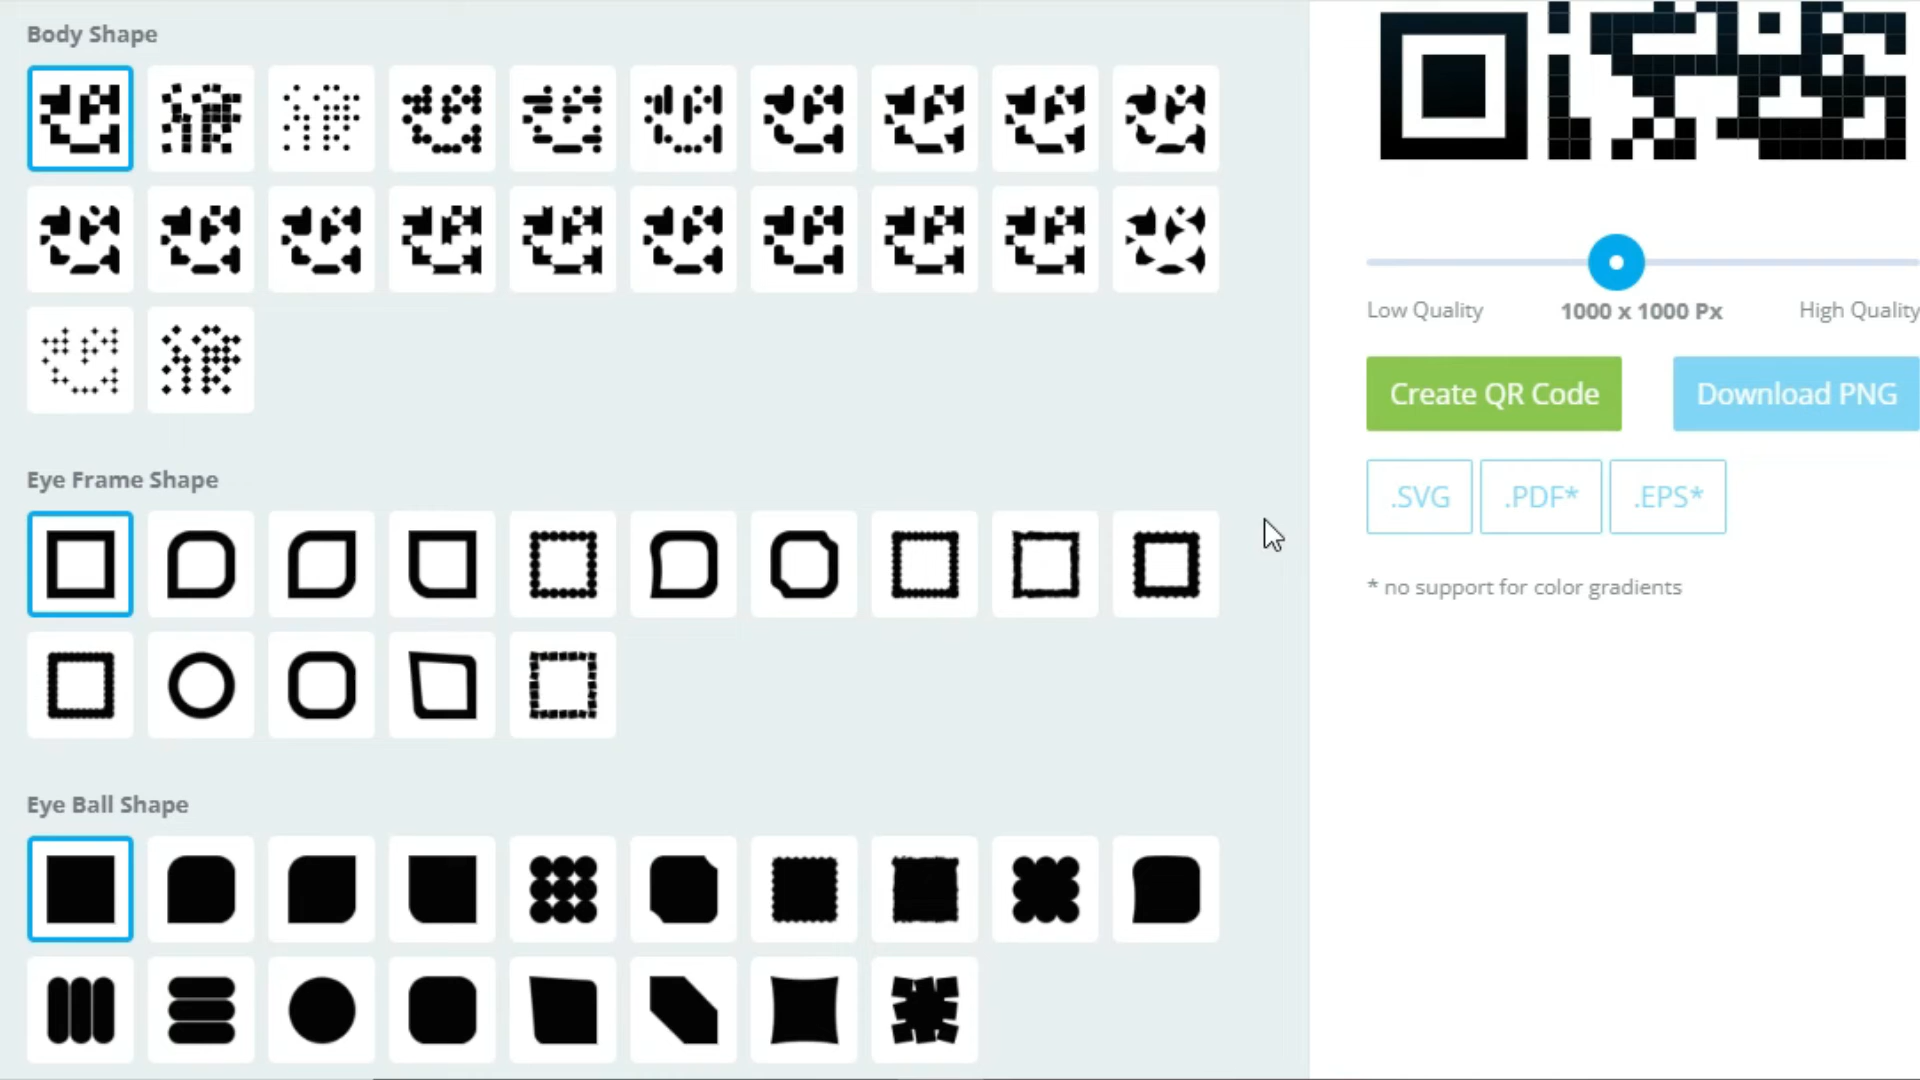 Body Shape
Low Quality
1000 x 1000 Px
High Quality
Create QR Code
Download PNG
Eye Frame Shape
.SVG
.PDF*
.EPS*
* no support for color gradients
Eye Ball Shape